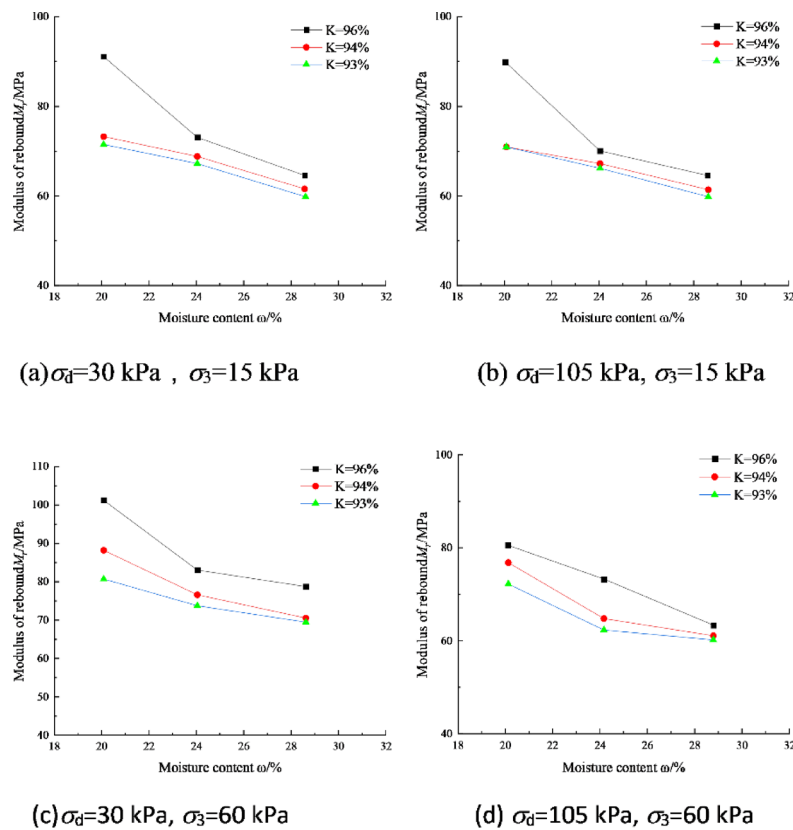 K=96%
K=94%
K=93%
Modulus of reboundMr/MPa
100
80
60
40
18 20 22 24 26 28 30 32
Moisture content ω/%
(a)σd=30 kPa , σ3=15 kPa
K=96%
K=94%
K=93%
Modulus of reboundMr/MPa
100
80
60
40
18 20 22 24 26 28 30 32
Moisture content ω/%
(b) σd=105 kPa, σ3=15 kPa
K=96%
K=94%
K=93%
Modulus of reboundMr/MPa
110
100
90
80
70
60
50
40
18 20 22 24 26 28 30 32
Moisture content ω/%
(c)σd=30 kPa, σ3=60 kPa
K=96%
K=94%
K=93%
Modulus of reboundMr/MPa
100
80
60
40
18 20 22 24 26 28 30 32
Moisture content ω/%
(d) σd=105 kPa, σ3=60 kPa